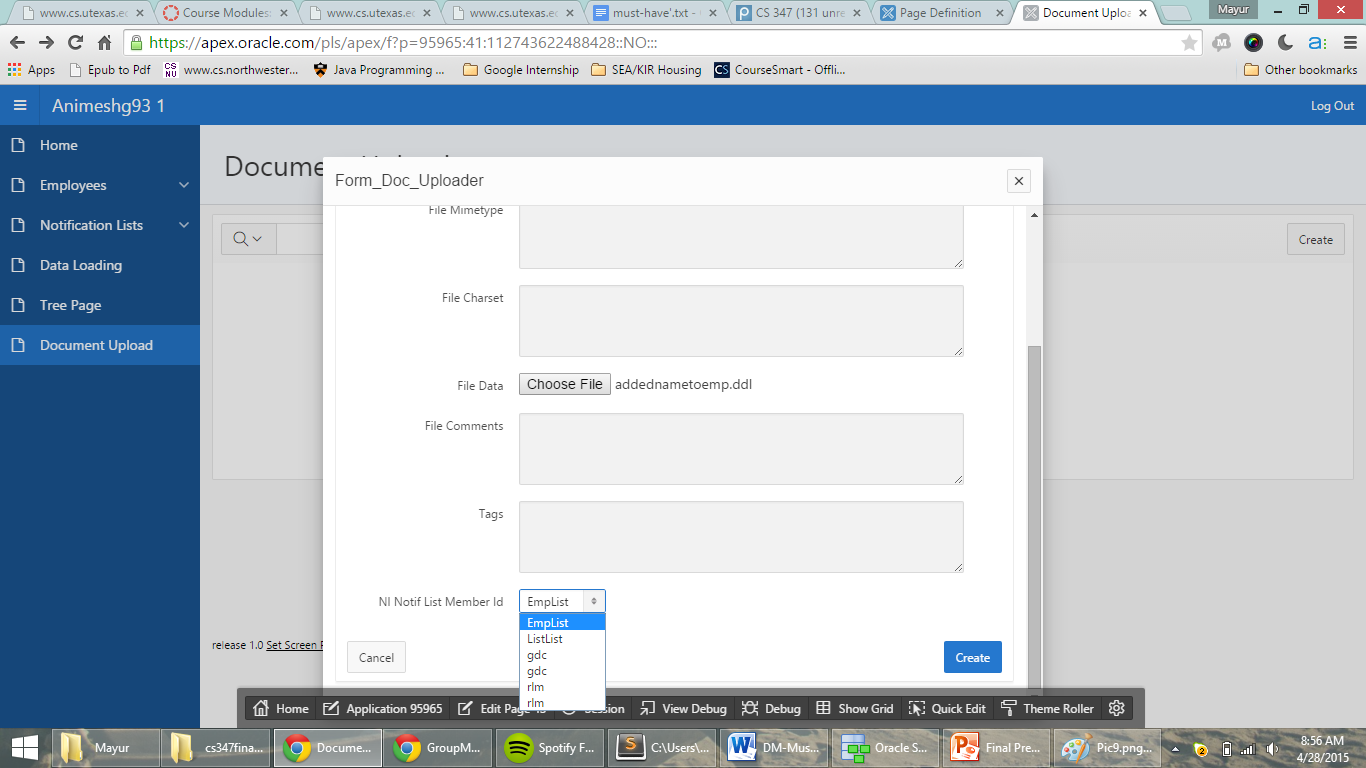 www.cs.utexas.ec
Course Modules:
www.cs.utexas.ec
www.cs.utexas.ec
must-have'.txt -
CS 347 (131 unre
Page Definition
Document Uploa
Mayur
https://apex.oracle.com/pls/apex/f?p=95965:41:112743622488428::NO:::
Apps
Epub to Pdf
www.cs.northwester...
Java Programming ...
Google Internship
SEA/KIR Housing
CourseSmart - Offli...
Other bookmarks
Animeshg93 1
Log Out
Home
Employees
Notification Lists
Data Loading
Tree Page
Document Upload
Docume
Form_Doc_Uploader
Create
File Mimetype
File Charset
File Data
Choose File addednametoemp.ddl
File Comments
Tags
Nl Notif List Member Id
EmpList
EmpList
ListList
gdc
gdc
rlm
rlm
release 1.0 Set Screen
Cancel
Create
Home
Application 95965
Edit Page
Session
View Debug
Debug
Show Grid
Quick Edit
Theme Roller
Mayur
cs347fina...
Docume...
GroupM...
Spotify F...
C:\Users\...
DM-Mus...
Oracle S...
Final Pre...
Pic9.png...
8:56 AM
4/28/2015